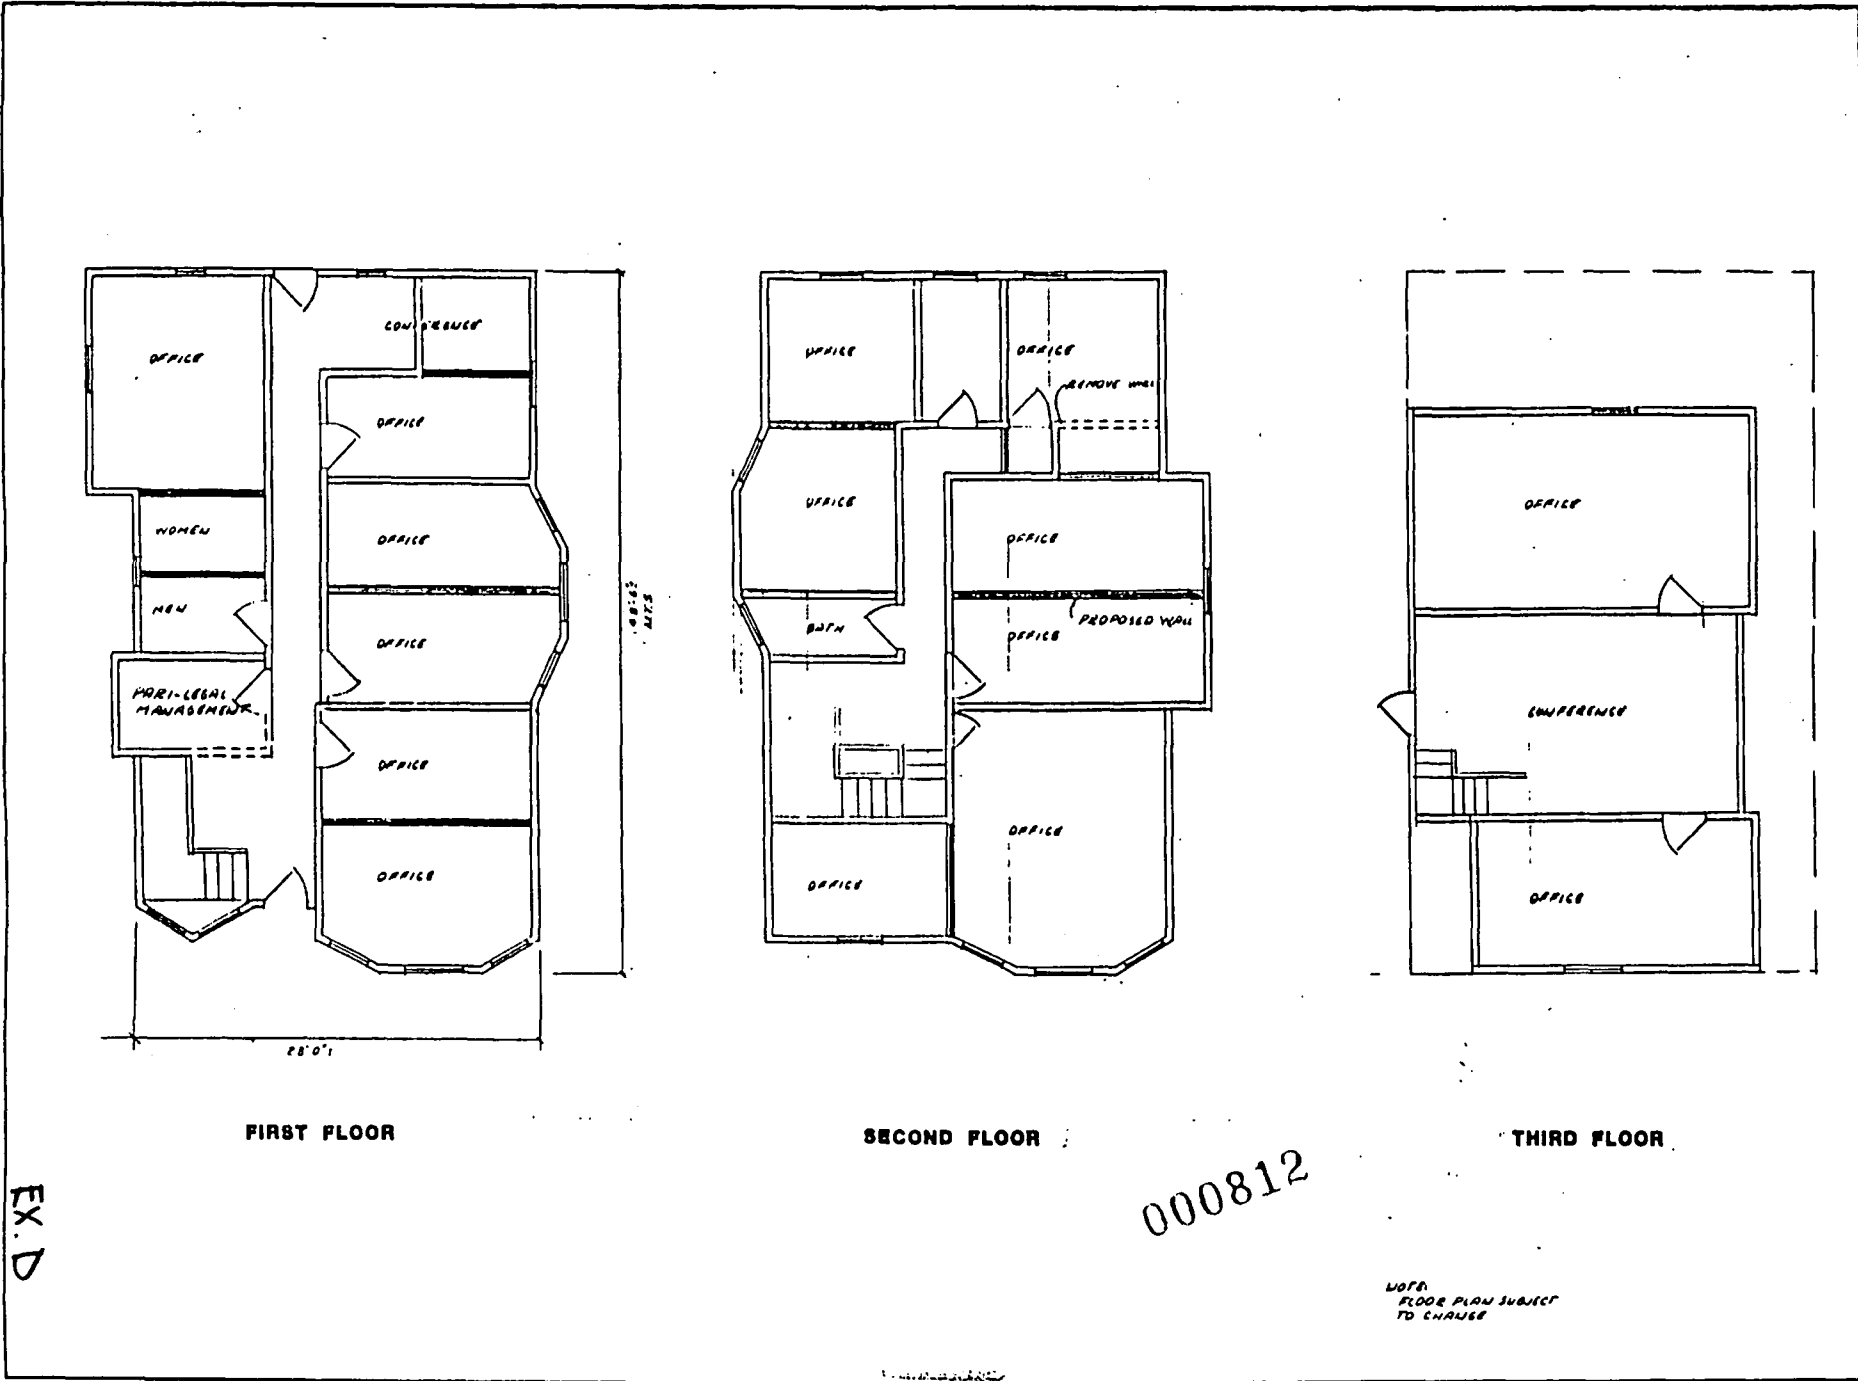 OFFICE
CONFERENCE
OFFICE
WOMEN
OFFICE
MEN
OFFICE
PARI-LEGAL
MANAGEMENT
OFFICE
OFFICE
N.T.S
28'0"±
FIRST FLOOR
OFFICE
OFFICE
REMOVE WALL
OFFICE
OFFICE
PROPOSED WALL
BATH
OFFICE
OFFICE
OFFICE
SECOND FLOOR
OFFICE
CONFERENCE
OFFICE
THIRD FLOOR
EX. D
000812
NOTE:
FLOOR PLAN SUBJECT
TO CHANGE